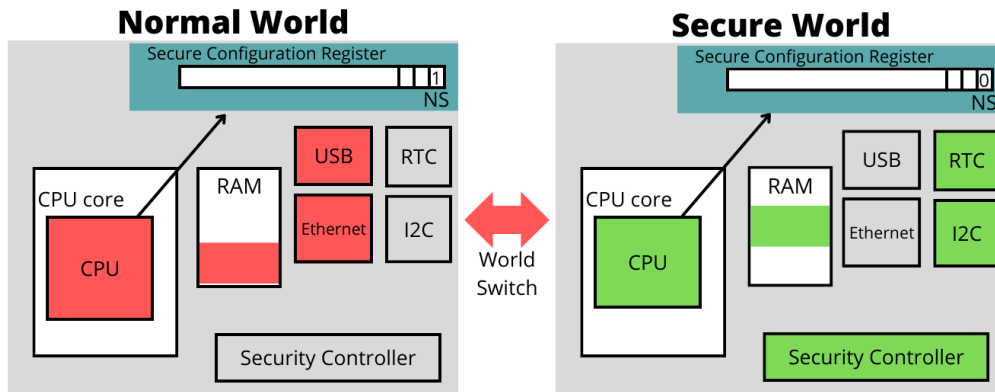 Normal World
Secure Configuration Register
1
NS
USB
RTC
CPU core
RAM
Ethernet
I2C
CPU
Security Controller
World
Switch
Secure World
Secure Configuration Register
0
NS
USB
RTC
CPU core
RAM
Ethernet
I2C
CPU
Security Controller